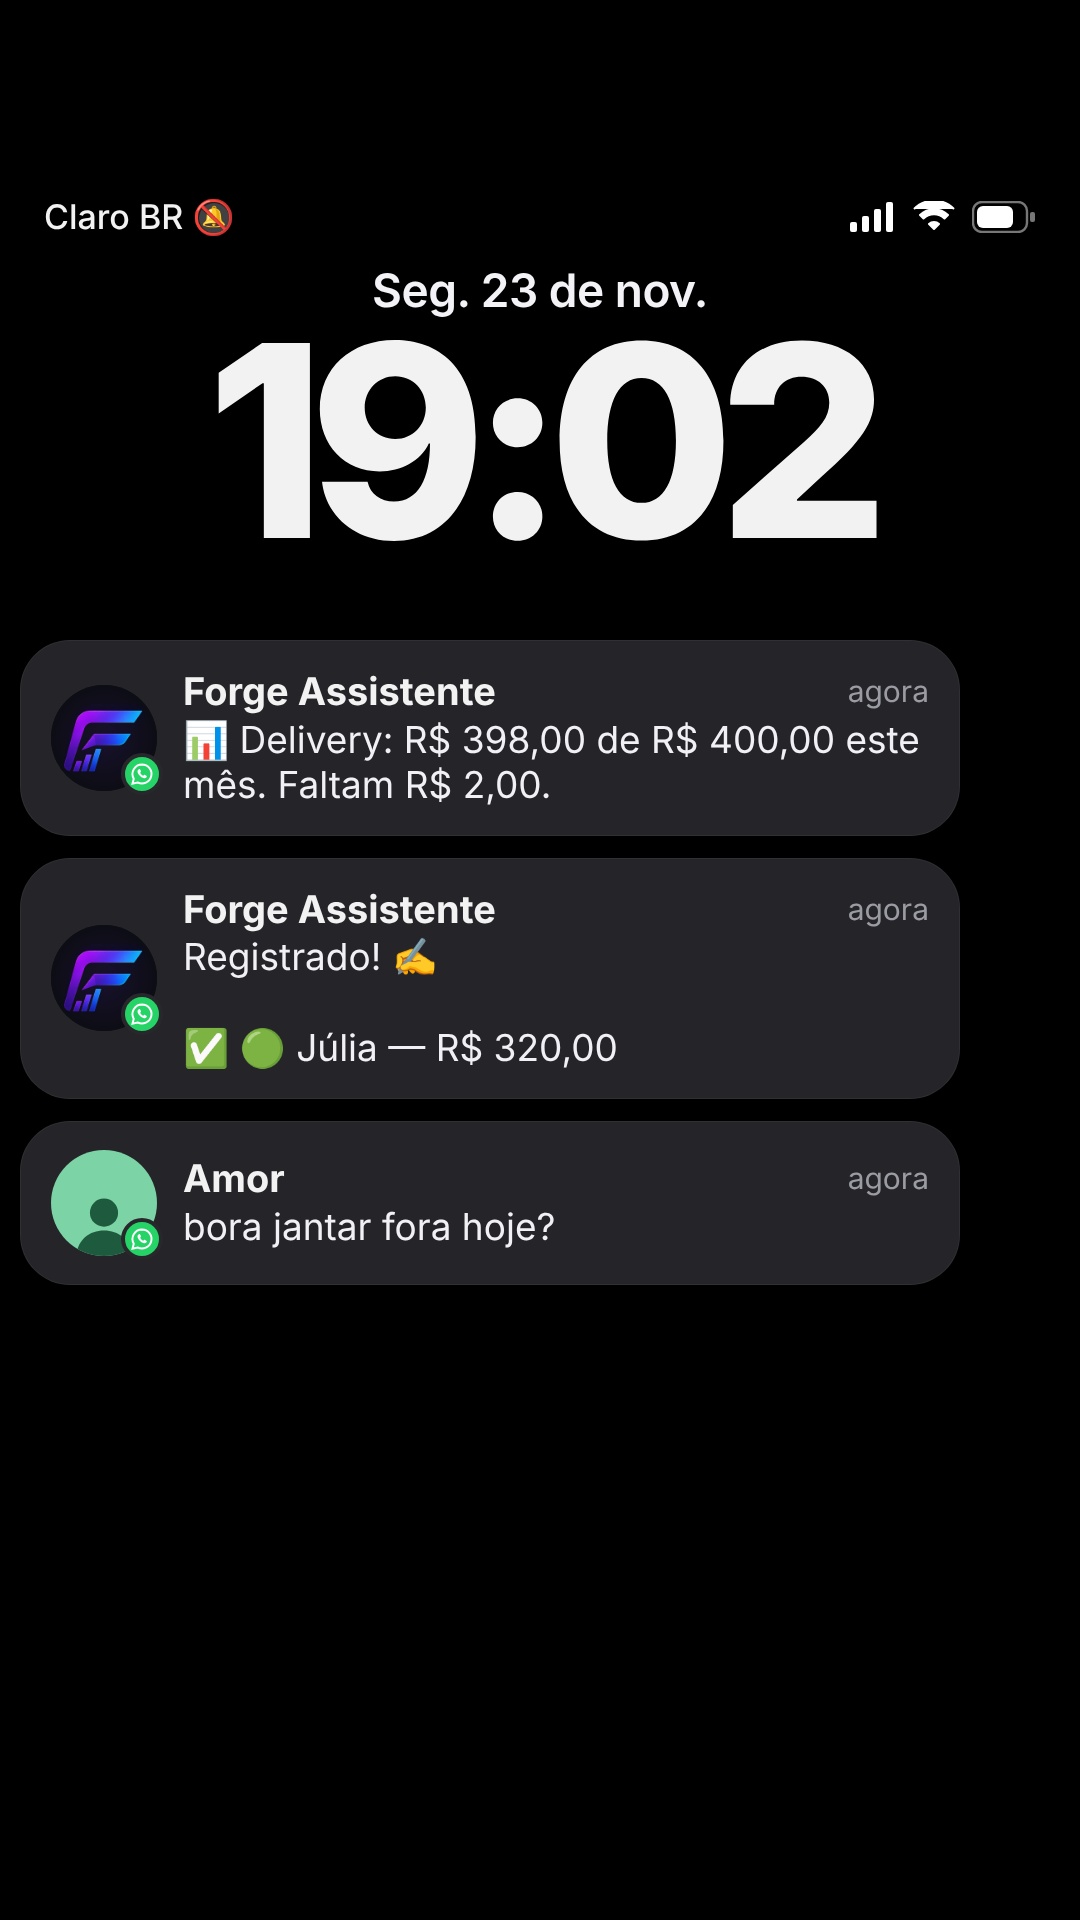 Claro BR 🔕
Seg. 23 de nov.
19:02
Forge Assistente
agora
📊 Delivery: R$ 398,00 de R$ 400,00 este
mês. Faltam R$ 2,00.
Forge Assistente
agora
Registrado! ✍️
✅ 🟢 Júlia — R$ 320,00
Amor
agora
bora jantar fora hoje?